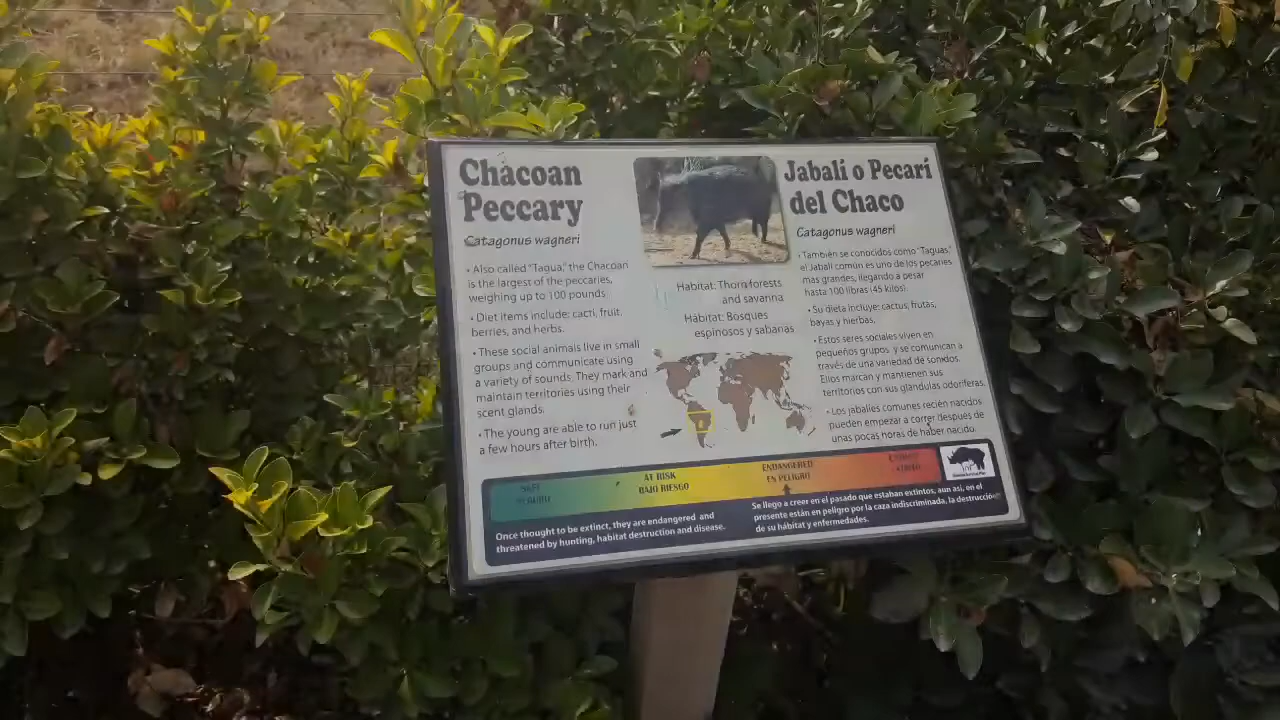 Chacoan
Peccary
Catagonus wagneri
• Also called "Tagua," the Chacoan
is the largest of the peccaries,
weighing up to 100 pounds.
• Diet items include: cacti, fruit,
berries, and herbs.
• These social animals live in small
groups and communicate using
a variety of sounds. They mark and
maintain territories using their
scent glands.
• The young are able to run just
a few hours after birth.
Habitat: Thorn forests
and savanna
Hábitat: Bosques
espinosos y sabanas
Jabalí o Pecarí
del Chaco
Catagonus wagneri
• También se conocidos como "Taguas,"
el Jabalí común es uno de los pecaríes
más grandes, llegando a pesar
hasta 100 libras (45 kilos).
• Su dieta incluye: cactus, frutas,
bayas y hierbas.
• Estos seres sociales viven en
pequeños grupos y se comunican a
través de una variedad de sonidos.
Ellos marcan y mantienen sus
territorios con sus glándulas odoríferas.
• Los jabalíes comunes recién nacidos
pueden empezar a correr después de
unas pocas horas de haber nacido.
SAFE
SEGURO
AT RISK
BAJO RIESGO
ENDANGERED
EN PELIGRO
Once thought to be extinct, they are endangered and
threatened by hunting, habitat destruction and disease.
Se llego a creer en el pasado que estaban extintos, aun así, en el
presente están en peligro por la caza indiscriminada, la destrucción
de su hábitat y enfermedades.